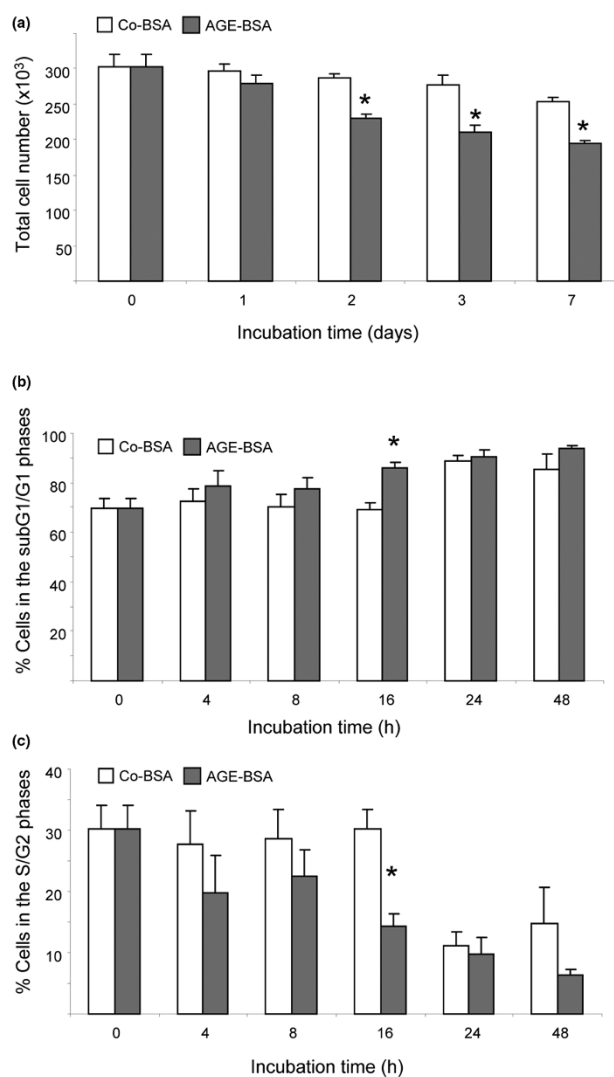 (a)
Co-BSA AGE-BSA
Total cell number (x10³)
300
250
200
150
100
50
* * *
0 1 2 3 7
Incubation time (days)
(b)
Co-BSA AGE-BSA
% Cells in the subG1/G1 phases
100
80
60
40
20
*
0 4 8 16 24 48
Incubation time (h)
(c)
Co-BSA AGE-BSA
% Cells in the S/G2 phases
40
30
20
10
*
0 4 8 16 24 48
Incubation time (h)